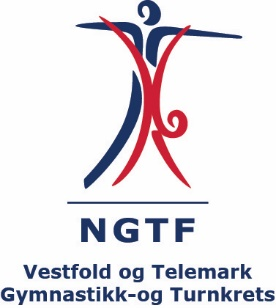 NGTF
Vestfold og Telemark
Gymnastikk-og Turnkrets